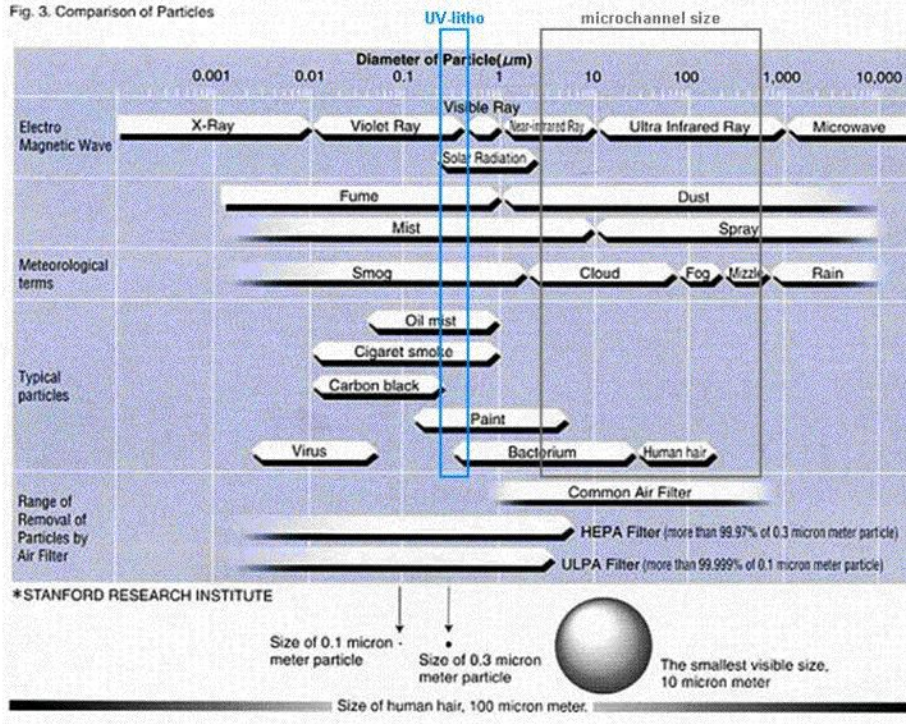 Fig. 3. Comparison of Particles
UV-litho
microchannel size
Diameter of Particle(μm)
0.001 0.01 0.1 1 10 100 1,000 10,000
Visible Ray
Electro
Magnetic Wave
X-Ray Violet Ray Near-infrared Ray Ultra Infrared Ray Microwave
Solar Radiation
Fume Dust
Mist Spray
Meteorological
terms
Smog Cloud Fog Mizzle Rain
Oil mist
Cigaret smoke
Typical
particles
Carbon black
Paint
Virus Bacterium Human hair
Range of
Removal of
Particles by
Air Filter
Common Air Filter
HEPA Filter (more than 99.97% of 0.3 micron meter particle)
ULPA Filter (more than 99.999% of 0.1 micron meter particle)
*STANFORD RESEARCH INSTITUTE
Size of 0.1 micron
meter particle
Size of 0.3 micron
meter particle
The smallest visible size,
10 micron meter
Size of human hair, 100 micron meter.